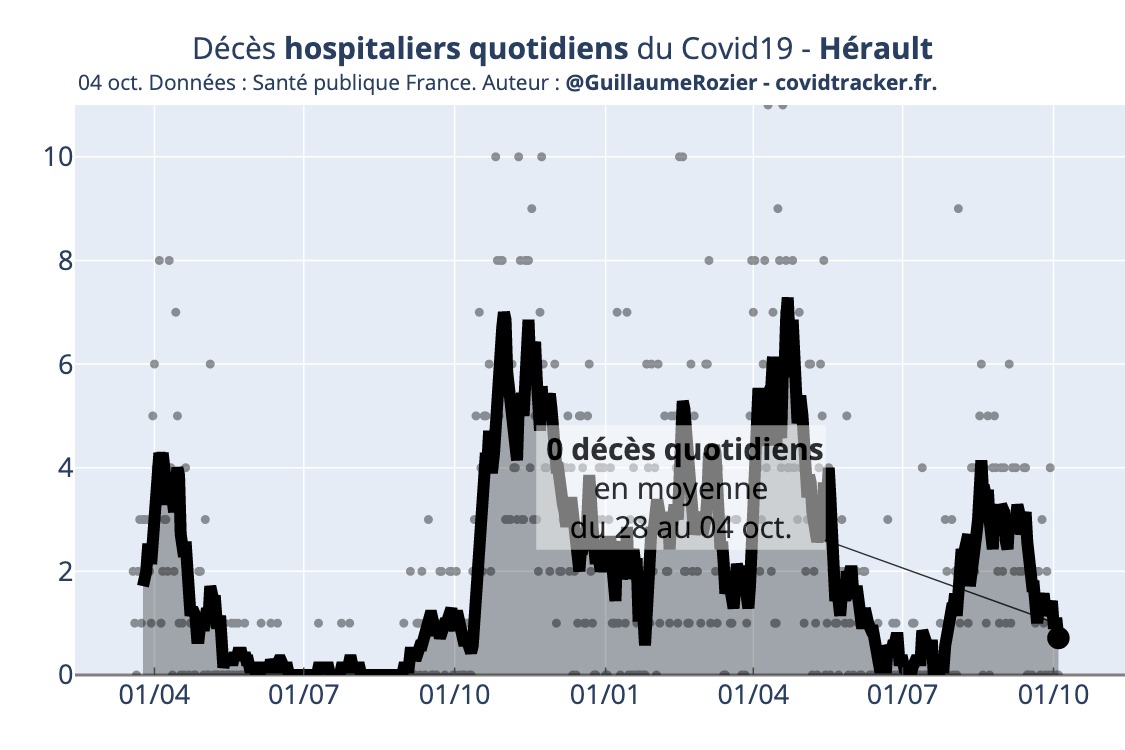 Décès hospitaliers quotidiens du Covid19 - Hérault
04 oct. Données : Santé publique France. Auteur : @GuillaumeRozier - covidtracker.fr.
10
8
6
4
2
0
0 décès quotidiens
en moyenne
du 28 au 04 oct.
01/04 01/07 01/10 01/01 01/04 01/07 01/10